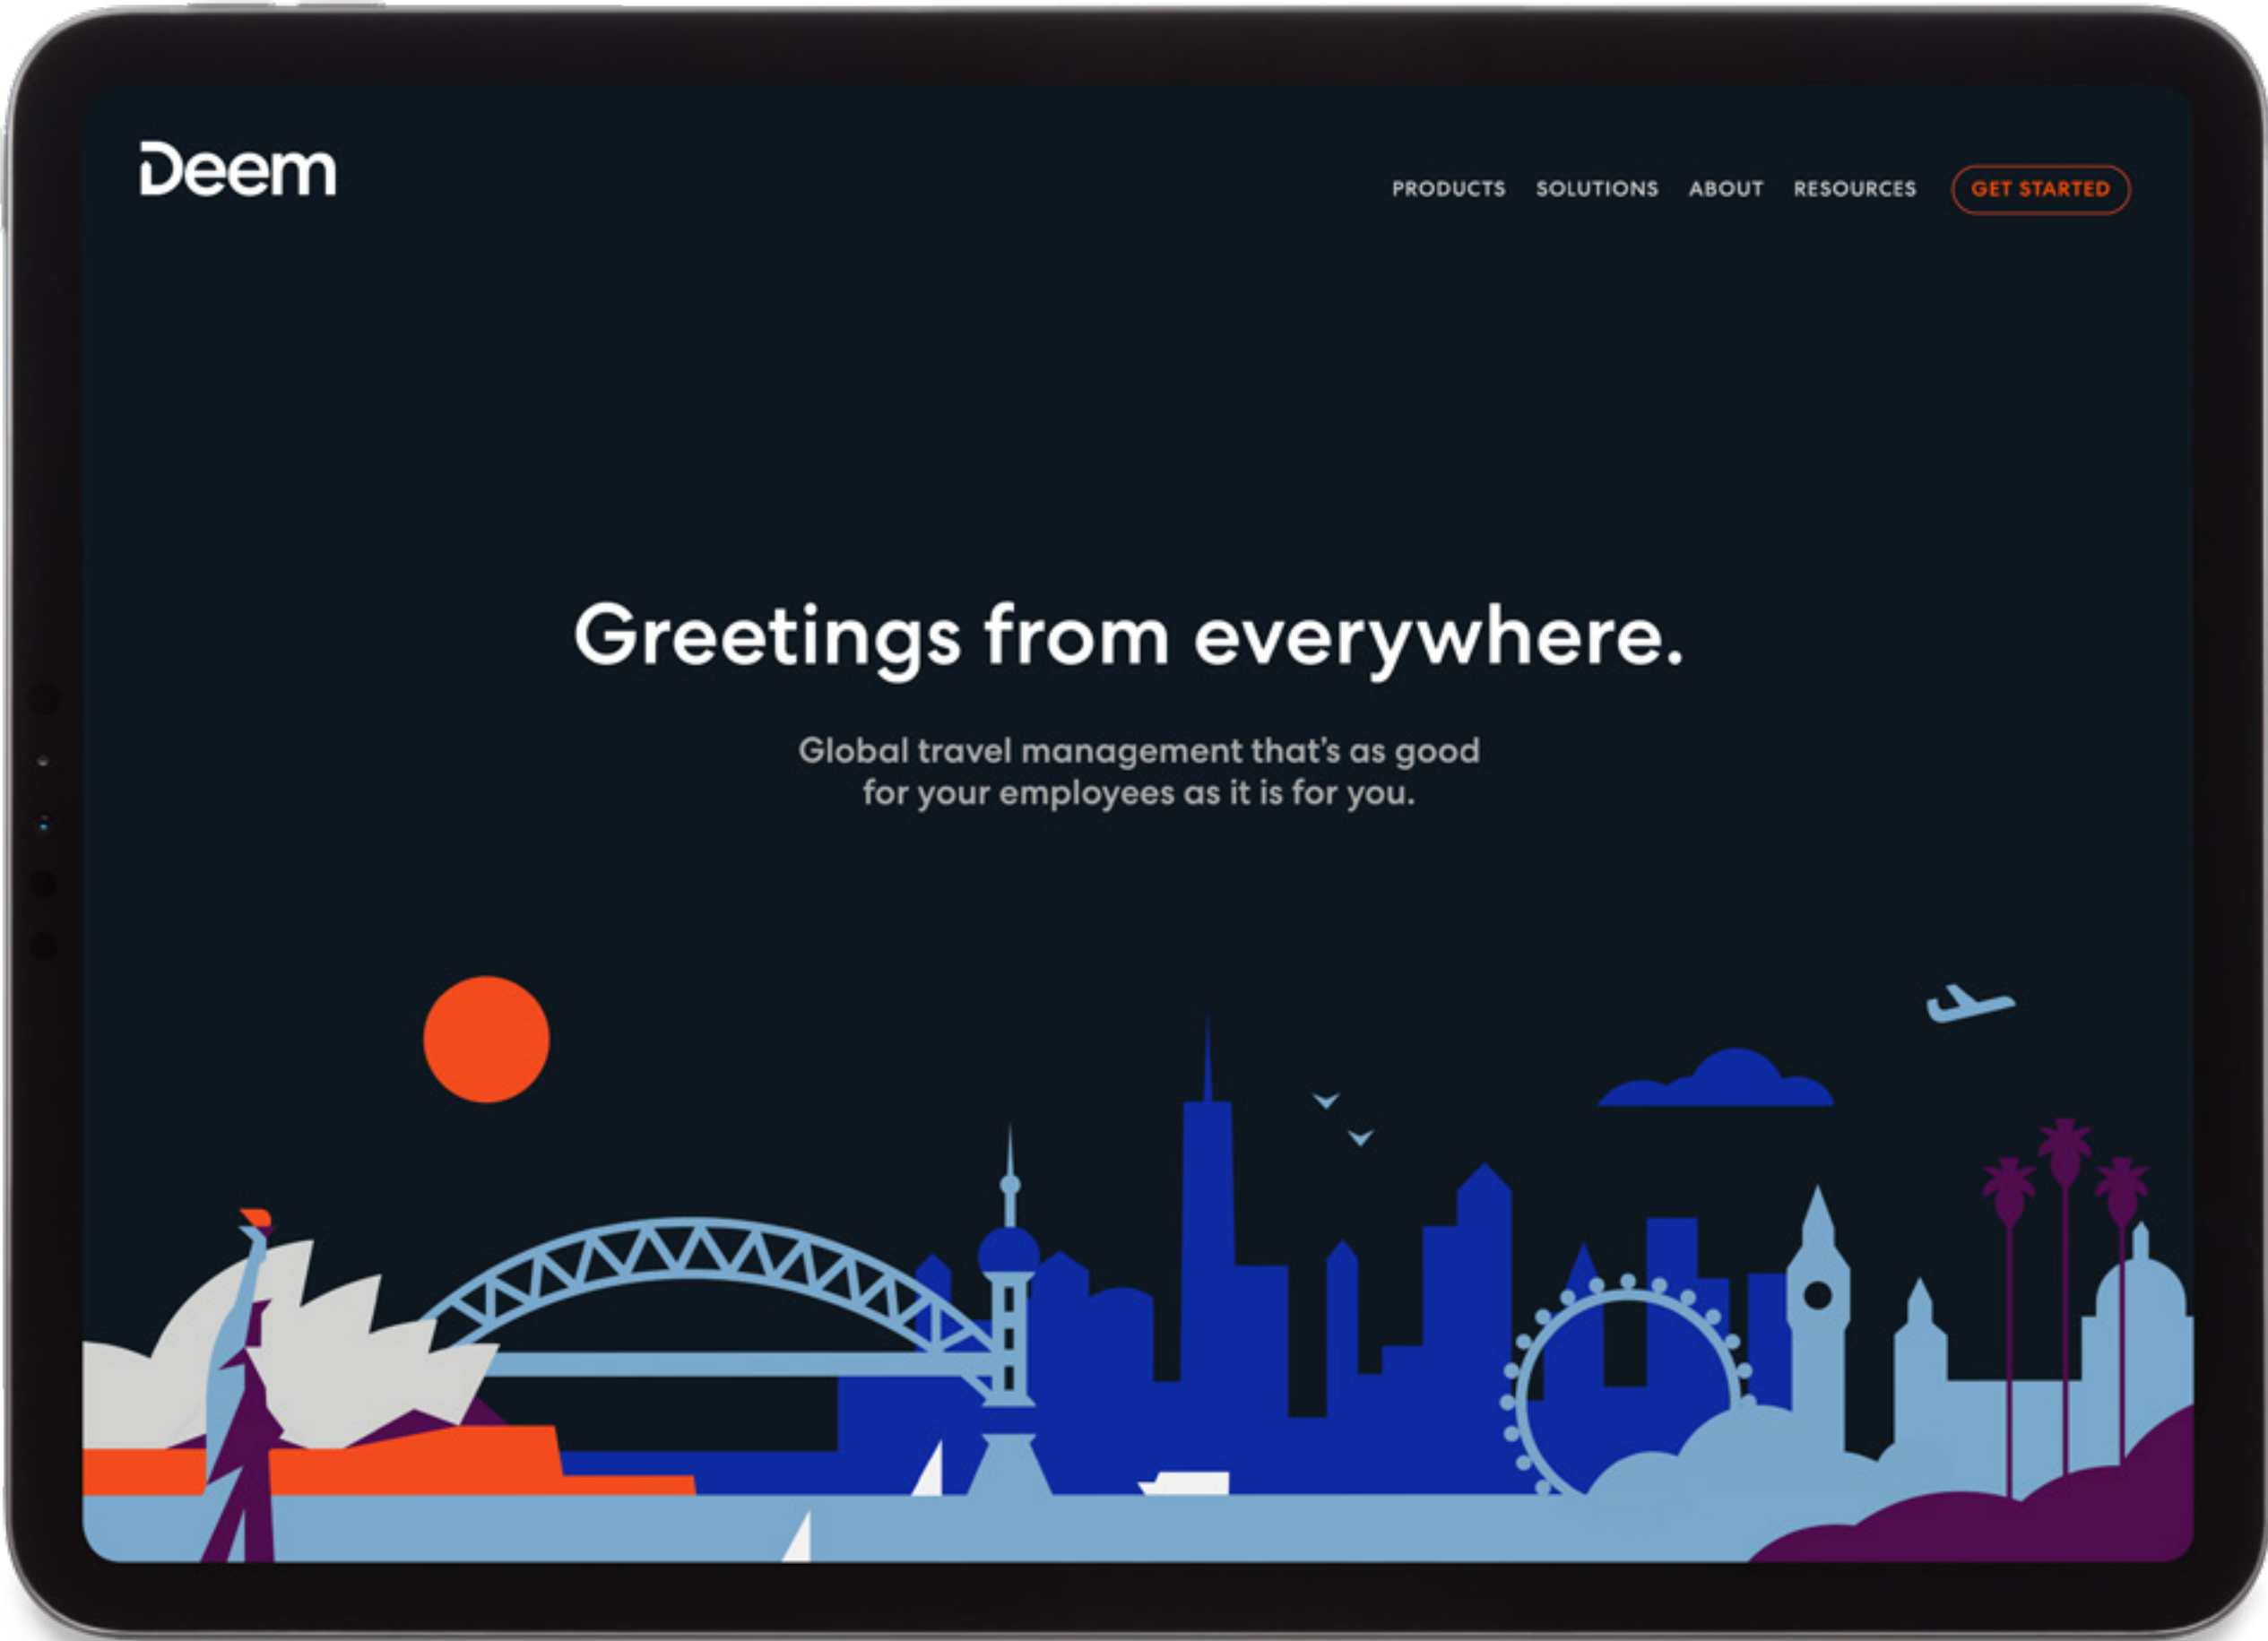 Deem
PRODUCTS SOLUTIONS ABOUT RESOURCES GET STARTED
Greetings from everywhere.
Global travel management that's as good
for your employees as it is for you.